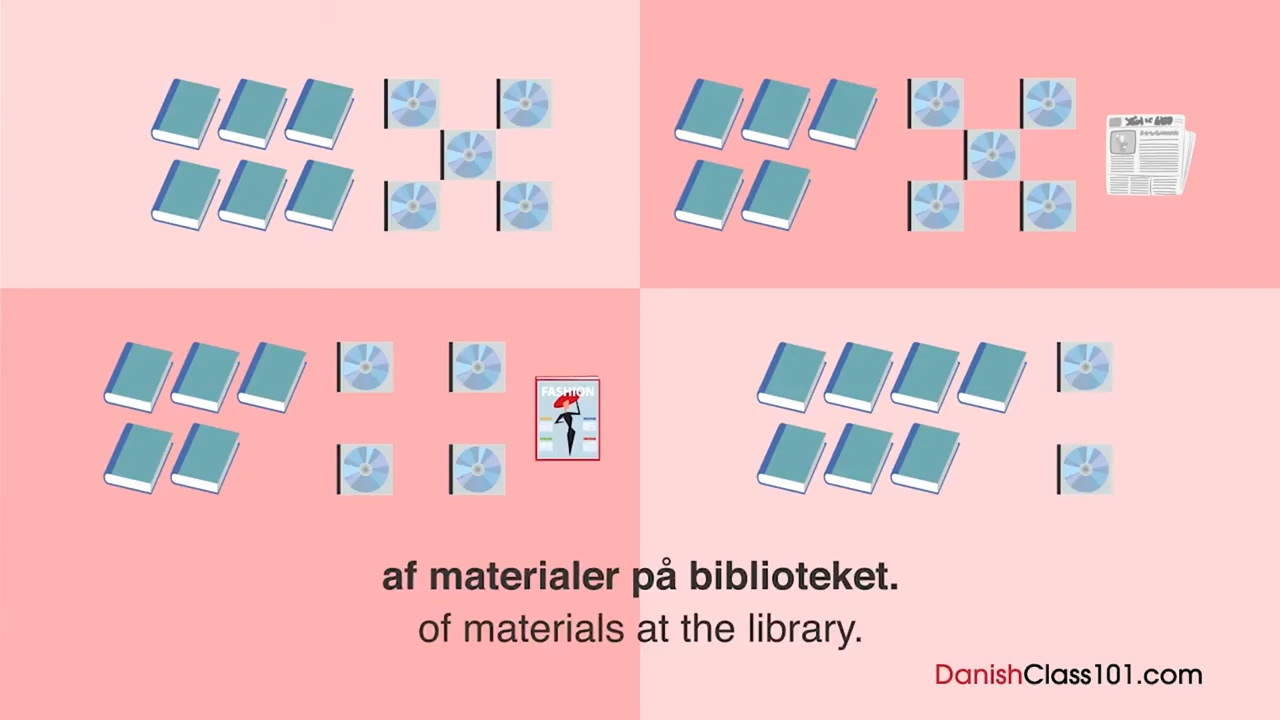 FASHION
af materialer på biblioteket.
of materials at the library.
DanishClass101.com